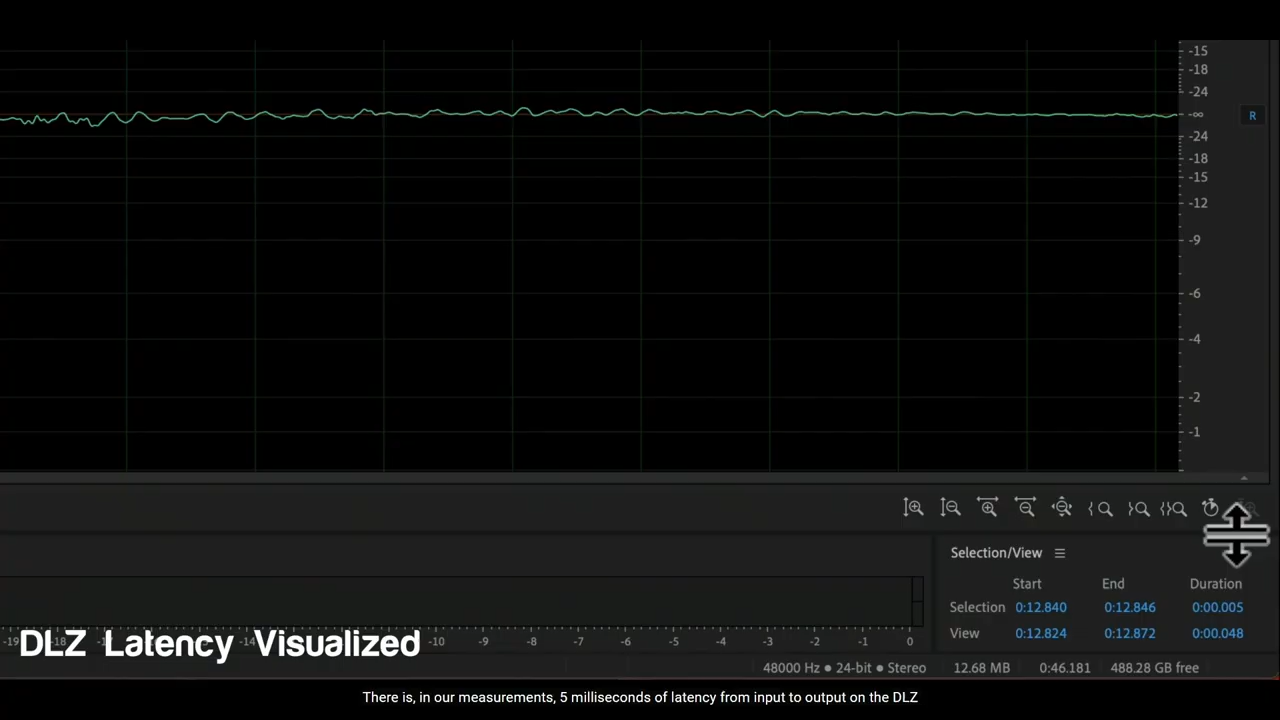 -15
-18
-24
-∞
R
-24
-18
-15
-12
-9
-6
-4
-2
-1
Selection/View
Start End Duration
Selection 0:12.840 0:12.846 0:00.005
View 0:12.824 0:12.872 0:00.048
-19 -18 -17 -14 -10 -9 -8 -7 -6 -5 -4 -3 -2 -1 0
DLZ Latency Visualized
48000 Hz ● 24-bit ● Stereo 12.68 MB 0:46.181 488.28 GB free
There is, in our measurements, 5 milliseconds of latency from input to output on the DLZ